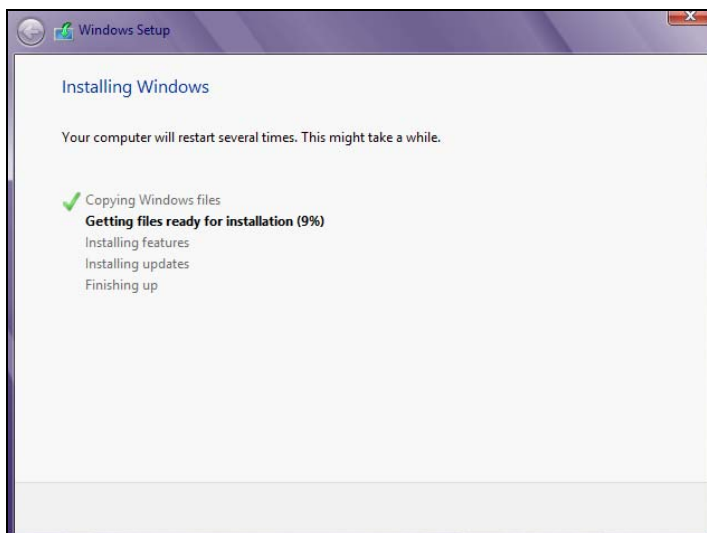 Windows Setup
Installing Windows
Your computer will restart several times. This might take a while.
Copying Windows files
Getting files ready for installation (9%)
Installing features
Installing updates
Finishing up